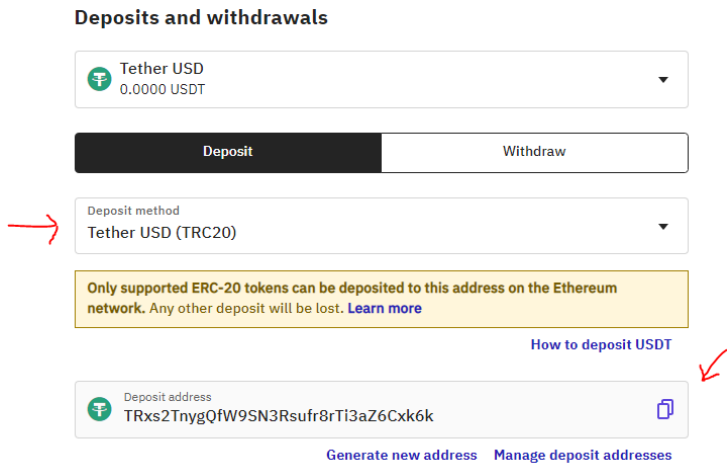 Deposits and withdrawals
Tether USD
0.0000 USDT
Deposit
Withdraw
Deposit method
Tether USD (TRC20)
Only supported ERC-20 tokens can be deposited to this address on the Ethereum
network. Any other deposit will be lost. Learn more
How to deposit USDT
Deposit address
TRxs2TnygQfW9SN3Rsufr8rTi3aZ6Cxk6k
Generate new address Manage deposit addresses